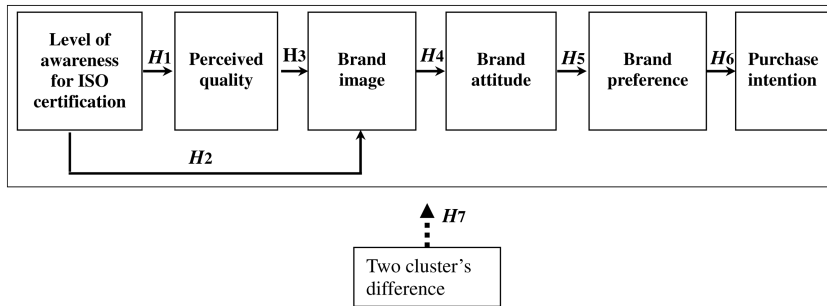 Level of
awareness
for ISO
certification
H1
Perceived
quality
H3
Brand
image
H4
Brand
attitude
H5
Brand
preference
H6
Purchase
intention
H2
H7
Two cluster's
difference